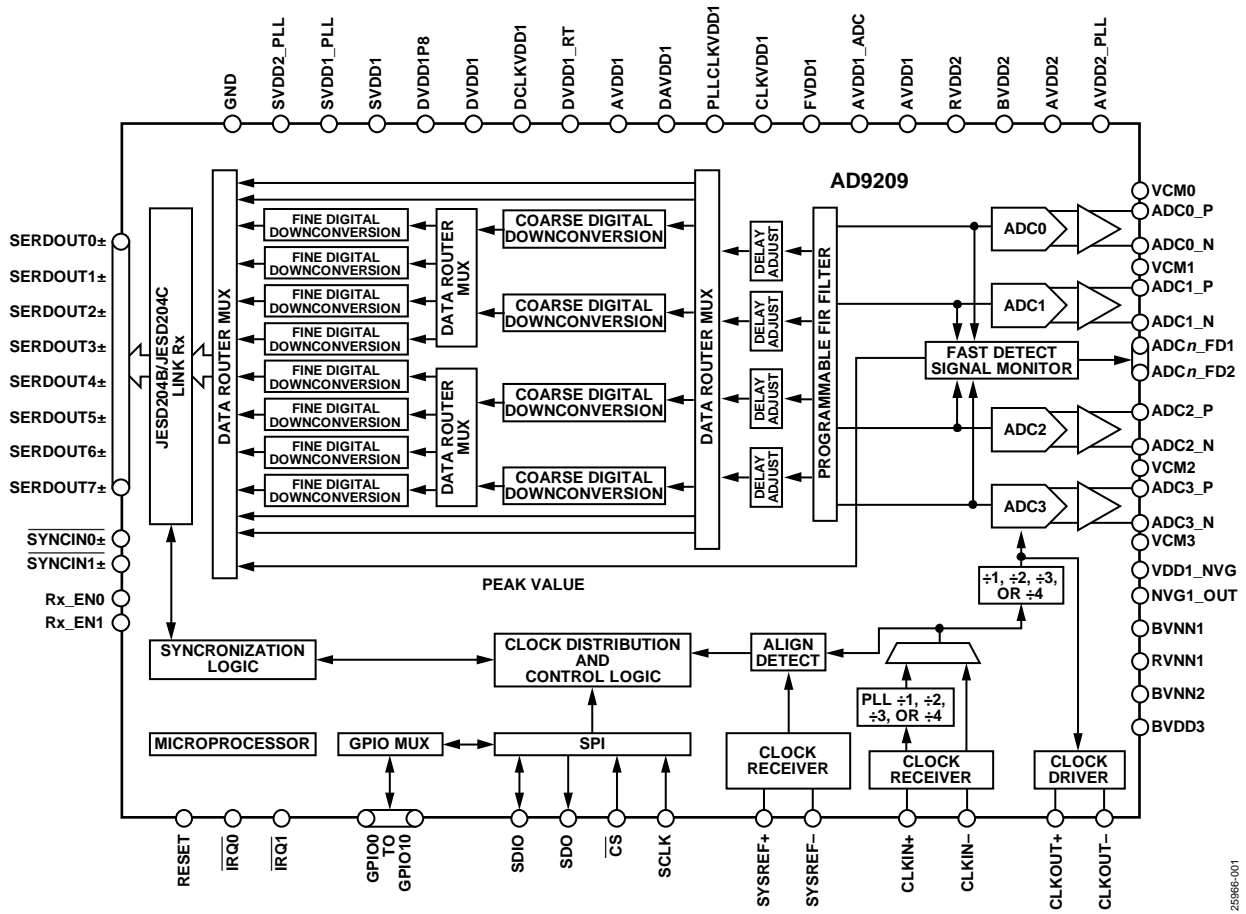 GND
SVDD2_PLL
SVDD1_PLL
SVDD1
DVDD1P8
DVDD1
DCLKVDD1
DVDD1_RT
AVDD1
DAVDD1
PLLCLKVDD1
CLKVDD1
FVDD1
AVDD1_ADC
AVDD1
RVDD2
BVDD2
AVDD2
AVDD2_PLL
AD9209
SERDOUT0±
SERDOUT1±
SERDOUT2±
SERDOUT3±
SERDOUT4±
SERDOUT5±
SERDOUT6±
SERDOUT7±
SYNCIN0±
SYNCIN1±
Rx_EN0
Rx_EN1
JESD204B/JESD204C
LINK Rx
DATA ROUTER MUX
FINE DIGITAL
DOWNCONVERSION
FINE DIGITAL
DOWNCONVERSION
FINE DIGITAL
DOWNCONVERSION
FINE DIGITAL
DOWNCONVERSION
FINE DIGITAL
DOWNCONVERSION
FINE DIGITAL
DOWNCONVERSION
FINE DIGITAL
DOWNCONVERSION
FINE DIGITAL
DOWNCONVERSION
DATA ROUTER
MUX
DATA ROUTER
MUX
COARSE DIGITAL
DOWNCONVERSION
COARSE DIGITAL
DOWNCONVERSION
COARSE DIGITAL
DOWNCONVERSION
COARSE DIGITAL
DOWNCONVERSION
DATA ROUTER MUX
DELAY
ADJUST
DELAY
ADJUST
DELAY
ADJUST
DELAY
ADJUST
PROGRAMMABLE FIR FILTER
ADC0
ADC1
FAST DETECT
SIGNAL MONITOR
ADC2
ADC3
VCM0
ADC0_P
ADC0_N
VCM1
ADC1_P
ADC1_N
ADCn_FD1
ADCn_FD2
ADC2_P
ADC2_N
VCM2
ADC3_P
ADC3_N
VCM3
VDD1_NVG
NVG1_OUT
BVNN1
RVNN1
BVNN2
BVDD3
PEAK VALUE
÷1, ÷2, ÷3,
OR ÷4
SYNCRONIZATION
LOGIC
CLOCK DISTRIBUTION
AND
CONTROL LOGIC
ALIGN
DETECT
PLL ÷1, ÷2,
÷3, OR ÷4
MICROPROCESSOR
GPIO MUX
SPI
CLOCK
RECEIVER
CLOCK
RECEIVER
CLOCK
DRIVER
RESET
IRQ0
IRQ1
GPIO0
TO
GPIO10
SDIO
SDO
CS
SCLK
SYSREF+
SYSREF–
CLKIN+
CLKIN–
CLKOUT+
CLKOUT–
25966-001